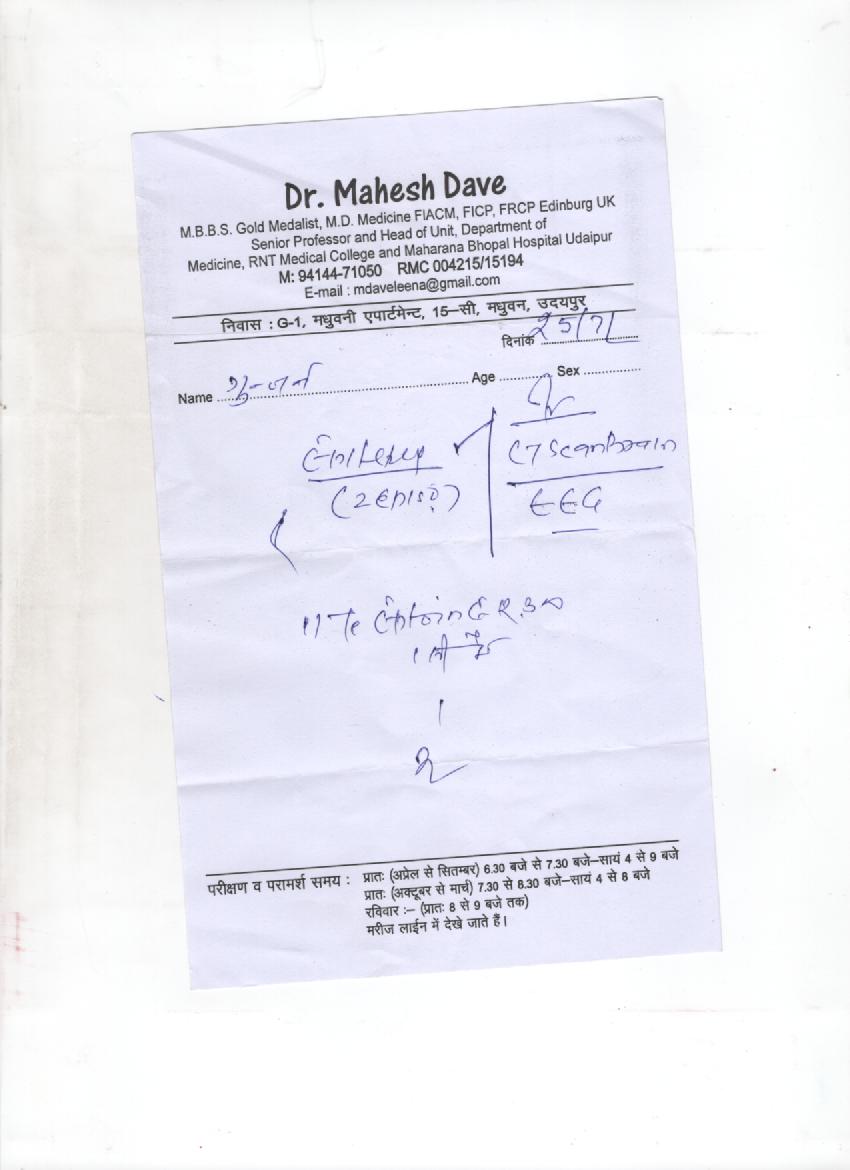 Dr. Mahesh Dave
M.B.B.S. Gold Medalist, M.D. Medicine FIACM, FICP, FRCP Edinburg UK
Senior Professor and Head of Unit, Department of
Medicine, RNT Medical College and Maharana Bhopal Hospital Udaipur
M: 94144-71050 RMC 004215/15194
E-mail : mdaveleena@gmail.com
निवास : G-1, मधुवनी एपार्टमेन्ट, 15–सी, मधुवन, उदयपुर
दिनांक 25/7/
Name ........ Age ........ Sex ........
CT Scan Brain
EEG
परीक्षण व परामर्श समय : प्रातः (अप्रेल से सितम्बर) 6.30 बजे से 7.30 बजे–सायं 4 से 9 बजे
प्रातः (अक्टूबर से मार्च) 7.30 से 8.30 बजे–सायं 4 से 8 बजे
रविवार :– (प्रातः 8 से 9 बजे तक)
मरीज लाईन में देखे जाते हैं।